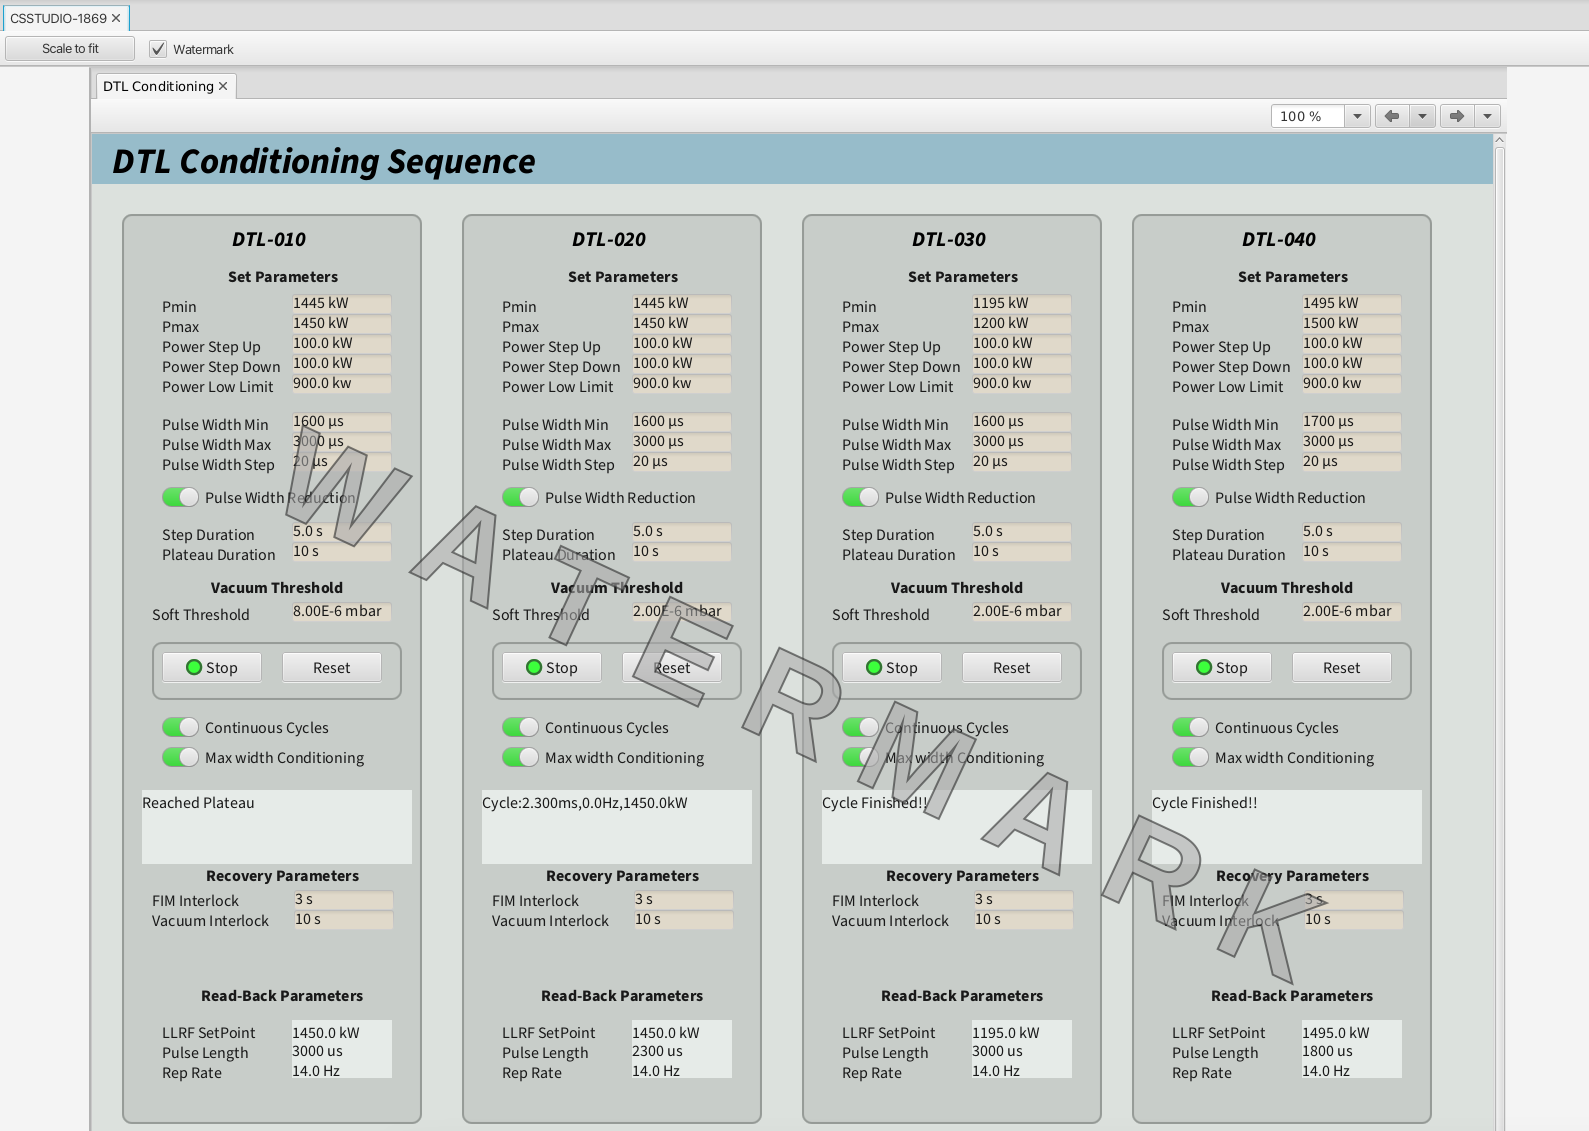 CSSTUDIO-1869
Scale to fit
Watermark
DTL Conditioning
100 %
DTL Conditioning Sequence
DTL-010
Set Parameters
Pmin 1445 kW
Pmax 1450 kW
Power Step Up 100.0 kW
Power Step Down 100.0 kW
Power Low Limit 900.0 kw
Pulse Width Min 1600 µs
Pulse Width Max 3000 µs
Pulse Width Step 20 µs
Pulse Width Reduction
Step Duration 5.0 s
Plateau Duration 10 s
Vacuum Threshold
Soft Threshold 8.00E-6 mbar
Stop Reset
Continuous Cycles
Max width Conditioning
Reached Plateau
Recovery Parameters
FIM Interlock 3 s
Vacuum Interlock 10 s
Read-Back Parameters
LLRF SetPoint 1450.0 kW
Pulse Length 3000 us
Rep Rate 14.0 Hz
DTL-020
Set Parameters
Pmin 1445 kW
Pmax 1450 kW
Power Step Up 100.0 kW
Power Step Down 100.0 kW
Power Low Limit 900.0 kw
Pulse Width Min 1600 µs
Pulse Width Max 3000 µs
Pulse Width Step 20 µs
Pulse Width Reduction
Step Duration 5.0 s
Plateau Duration 10 s
Vacuum Threshold
Soft Threshold 2.00E-6 mbar
Stop Reset
Continuous Cycles
Max width Conditioning
Cycle:2.300ms,0.0Hz,1450.0kW
Recovery Parameters
FIM Interlock 3 s
Vacuum Interlock 10 s
Read-Back Parameters
LLRF SetPoint 1450.0 kW
Pulse Length 2300 us
Rep Rate 14.0 Hz
DTL-030
Set Parameters
Pmin 1195 kW
Pmax 1200 kW
Power Step Up 100.0 kW
Power Step Down 100.0 kW
Power Low Limit 900.0 kw
Pulse Width Min 1600 µs
Pulse Width Max 3000 µs
Pulse Width Step 20 µs
Pulse Width Reduction
Step Duration 5.0 s
Plateau Duration 10 s
Vacuum Threshold
Soft Threshold 2.00E-6 mbar
Stop Reset
Continuous Cycles
Max width Conditioning
Cycle Finished!!
Recovery Parameters
FIM Interlock 3 s
Vacuum Interlock 10 s
Read-Back Parameters
LLRF SetPoint 1195.0 kW
Pulse Length 3000 us
Rep Rate 14.0 Hz
DTL-040
Set Parameters
Pmin 1495 kW
Pmax 1500 kW
Power Step Up 100.0 kW
Power Step Down 100.0 kW
Power Low Limit 900.0 kw
Pulse Width Min 1700 µs
Pulse Width Max 3000 µs
Pulse Width Step 20 µs
Pulse Width Reduction
Step Duration 5.0 s
Plateau Duration 10 s
Vacuum Threshold
Soft Threshold 2.00E-6 mbar
Stop Reset
Continuous Cycles
Max width Conditioning
Cycle Finished!!
Recovery Parameters
FIM Interlock 3 s
Vacuum Interlock 10 s
Read-Back Parameters
LLRF SetPoint 1495.0 kW
Pulse Length 1800 us
Rep Rate 14.0 Hz
WATERMARK